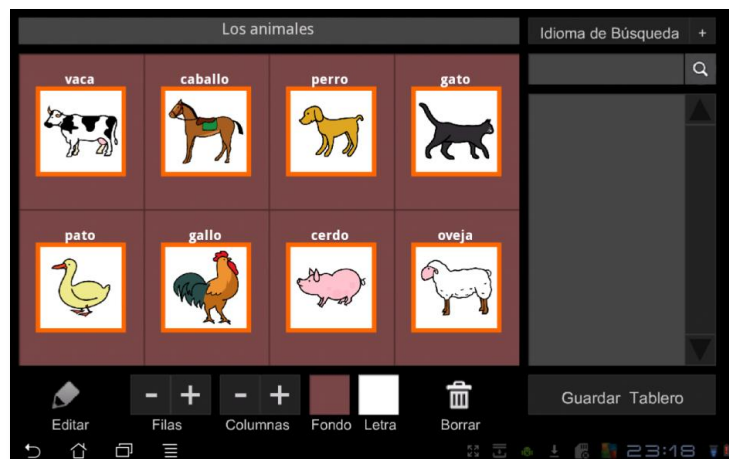 Los animales
Idioma de Búsqueda +
vaca caballo perro gato
pato gallo cerdo oveja
- + - +
Editar Filas Columnas Fondo Letra Borrar
Guardar Tablero
23:18